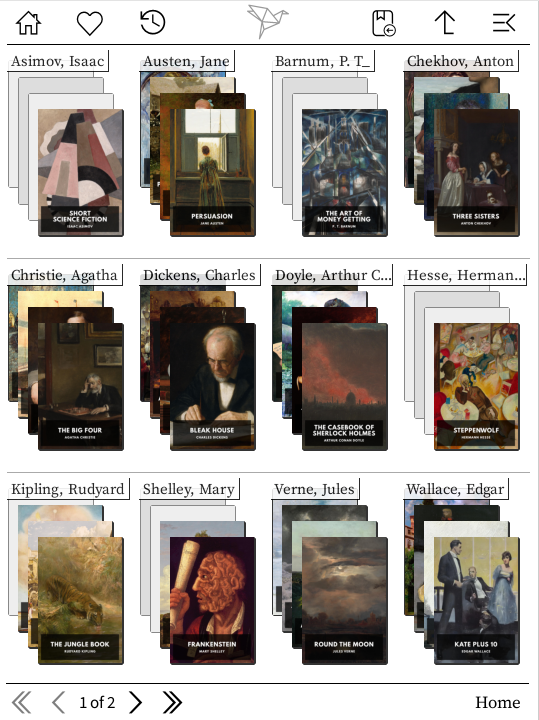 Asimov, Isaac
Austen, Jane
Barnum, P. T_
Chekhov, Anton
SHORT
SCIENCE FICTION
ISAAC ASIMOV
PERSUASION
JANE AUSTEN
THE ART OF
MONEY GETTING
P. T. BARNUM
THREE SISTERS
ANTON CHEKHOV
Christie, Agatha
Dickens, Charles
Doyle, Arthur C...
Hesse, Herman...
THE BIG FOUR
AGATHA CHRISTIE
BLEAK HOUSE
CHARLES DICKENS
THE CASEBOOK OF
SHERLOCK HOLMES
ARTHUR CONAN DOYLE
STEPPENWOLF
HERMANN HESSE
Kipling, Rudyard
Shelley, Mary
Verne, Jules
Wallace, Edgar
THE JUNGLE BOOK
RUDYARD KIPLING
FRANKENSTEIN
MARY SHELLEY
ROUND THE MOON
JULES VERNE
KATE PLUS 10
EDGAR WALLACE
1 of 2
Home